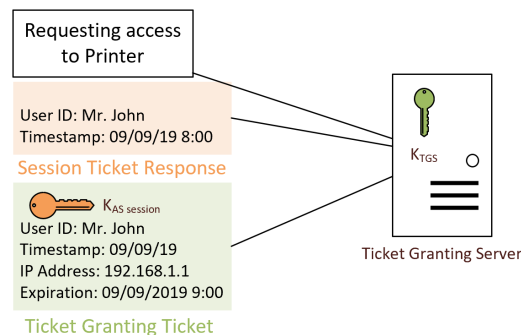 Requesting access
to Printer
User ID: Mr. John
Timestamp: 09/09/19 8:00
Session Ticket Response
K_AS session
User ID: Mr. John
Timestamp: 09/09/19
IP Address: 192.168.1.1
Expiration: 09/09/2019 9:00
Ticket Granting Ticket
K_TGS
Ticket Granting Server